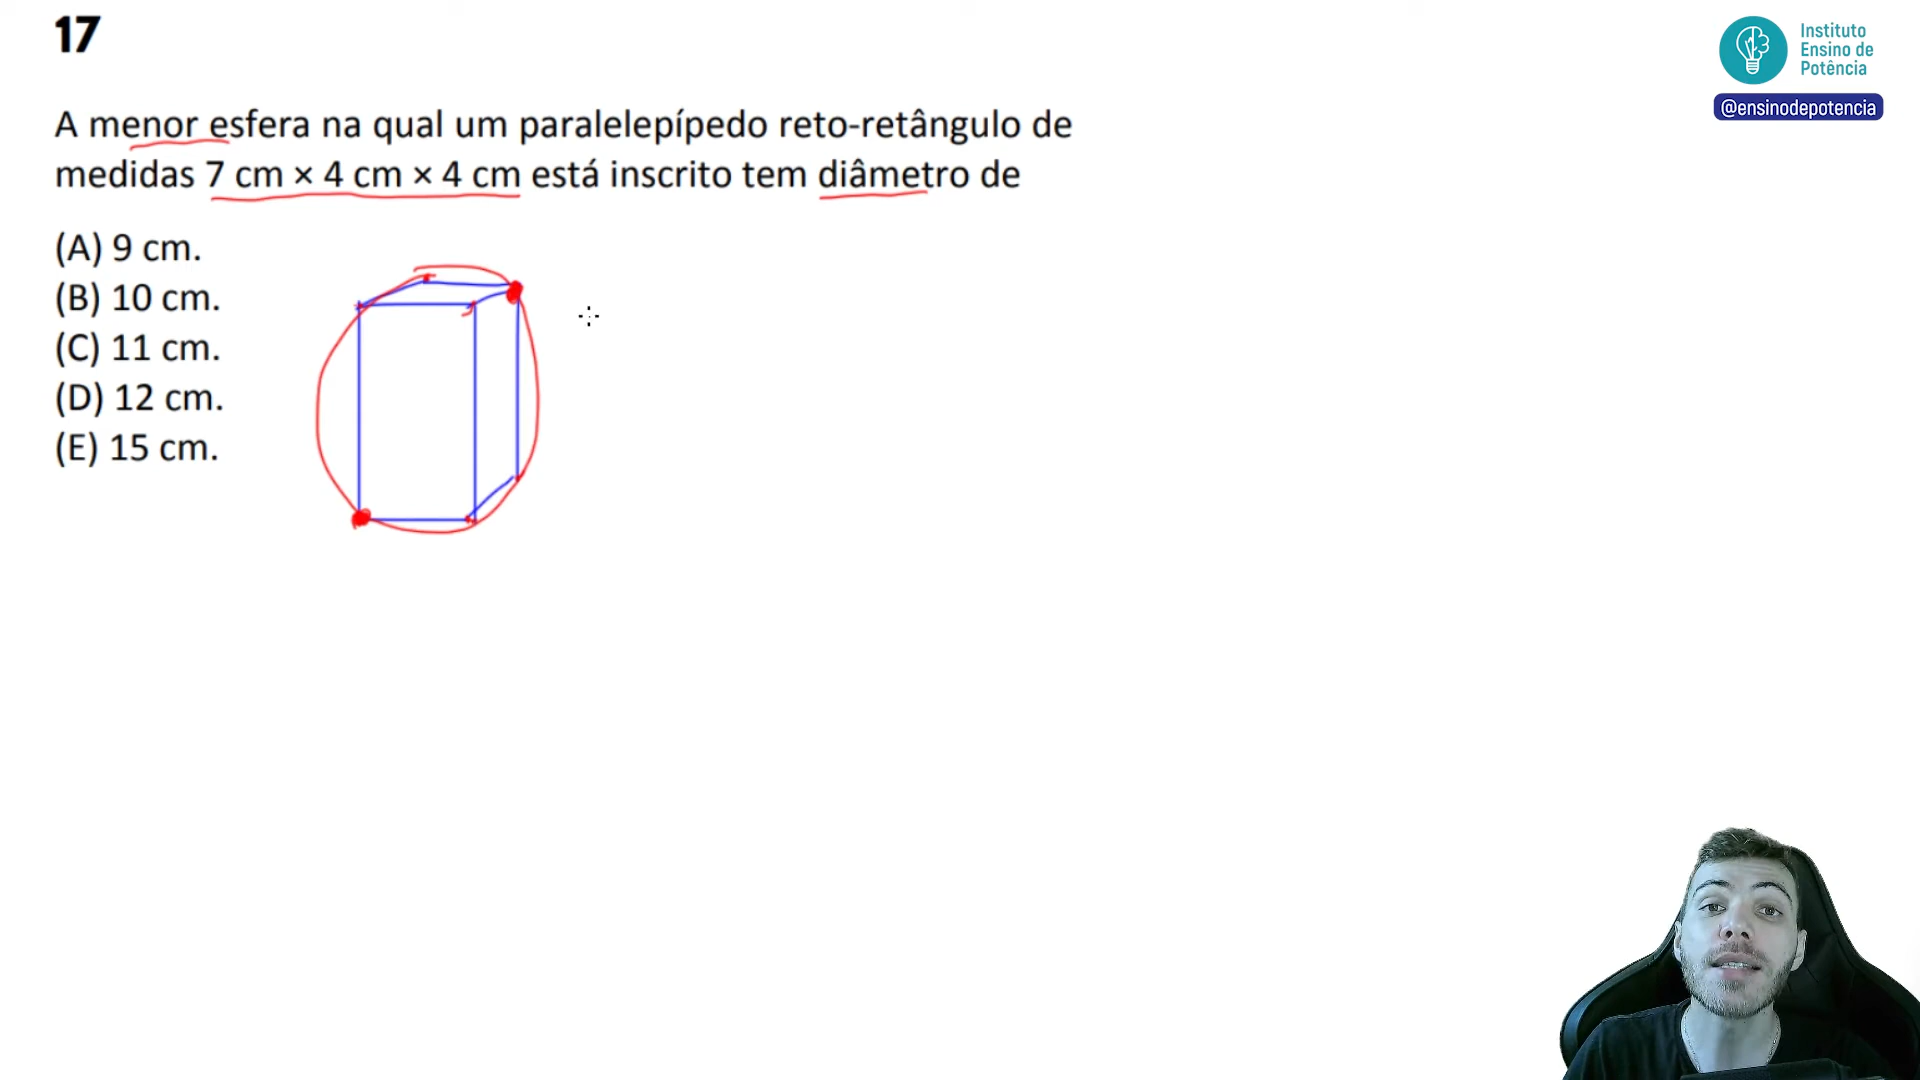 17
Instituto
Ensino de
Potência
@ensinodepotencia
A menor esfera na qual um paralelepípedo reto-retângulo de
medidas 7 cm × 4 cm × 4 cm está inscrito tem diâmetro de
(A) 9 cm.
(B) 10 cm.
(C) 11 cm.
(D) 12 cm.
(E) 15 cm.